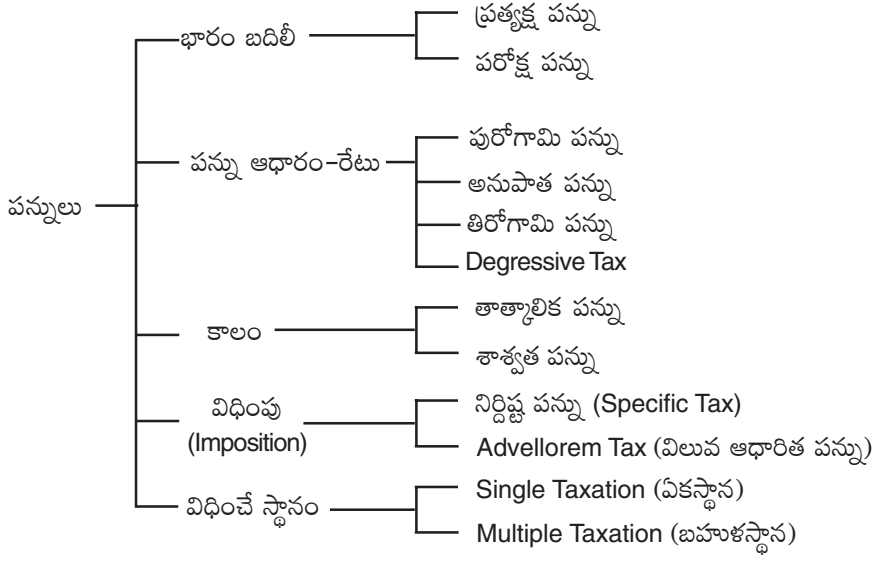 పన్నులు
భారం బదిలీ
ప్రత్యక్ష పన్ను
పరోక్ష పన్ను
పన్ను ఆధారం-రేటు
పురోగామి పన్ను
అనుపాత పన్ను
తిరోగామి పన్ను
Degressive Tax
కాలం
తాత్కాలిక పన్ను
శాశ్వత పన్ను
విధింపు
(Imposition)
నిర్దిష్ట పన్ను (Specific Tax)
Advellorem Tax (విలువ ఆధారిత పన్ను)
విధించే స్థానం
Single Taxation (ఏకస్థాన)
Multiple Taxation (బహుళస్థాన)